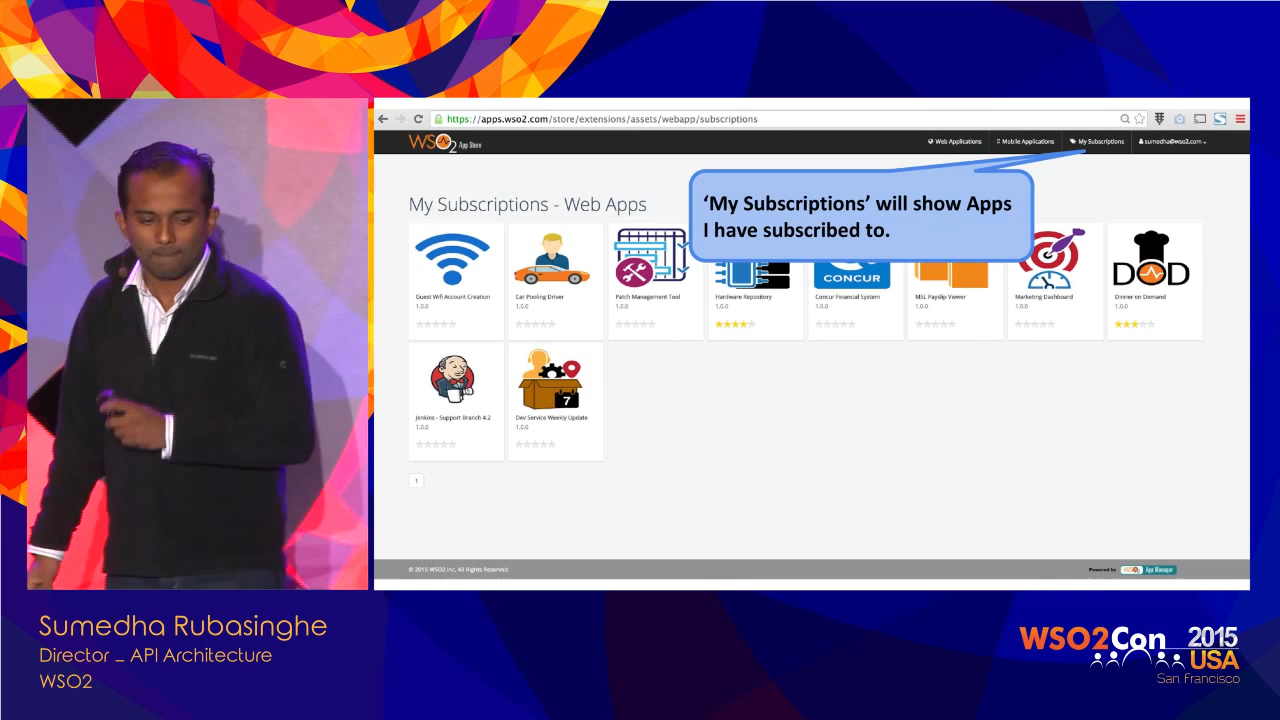 https://apps.wso2.com/store/extensions/assets/webapp/subscriptions
WSO2 App Store
Web Applications
Mobile Applications
My Subscriptions
sumedha@wso2.com
‘My Subscriptions’ will show Apps
I have subscribed to.
My Subscriptions - Web Apps
CONCUR
DOD
Guest Wifi Account Creation
1.0.0
Car Pooling Driver
1.0.0
Patch Management Tool
1.0.0
Hardware Repository
1.0.0
Concur Financial System
1.0.0
MSL Payslip Viewer
1.0.0
Marketing Dashboard
1.0.0
Dinner on Demand
1.0.0
7
Jenkins - Support Branch 4.2
1.0.0
Dev Service Weekly Update
1.0.0
1
© 2015 WSO2 Inc, All Rights Reserved.
Powered by WSO2 App Manager
Sumedha Rubasinghe
Director _ API Architecture
WSO2
WSO2Con 2015
USA
San Francisco